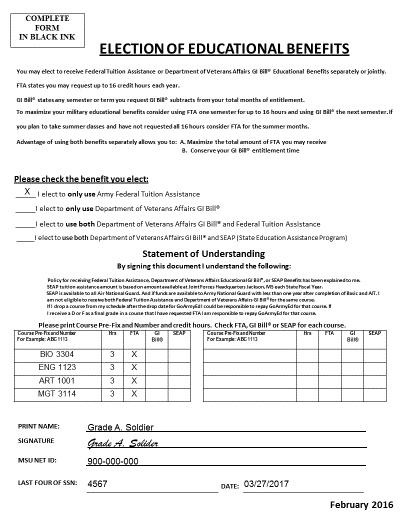 COMPLETE
FORM
IN BLACK INK
ELECTION OF EDUCATIONAL BENEFITS
You may elect to receive Federal Tuition Assistance or Department of Veterans Affairs GI Bill® Educational Benefits separately or jointly.
FTA states you may request up to 16 credit hours each year.
GI Bill® states any semester or term you request GI Bill® subtracts from your total months of entitlement.
To maximize your military educational benefits consider using FTA one semester for up to 16 hours and using GI Bill® the next semester. If
you plan to take summer classes and have not requested all 16 hours consider FTA for the summer months.
Advantage of using both benefits separately allows you to: A. Maximize the total amount of FTA you may receive
B. Conserve your GI Bill® entitlement time
Please check the benefit you elect:
X I elect to only use Army Federal Tuition Assistance
I elect to only use Department of Veterans Affairs GI Bill®
I elect to use both Department of Veterans Affairs GI Bill® and Federal Tuition Assistance
I elect to use both Department of Veterans Affairs GI Bill® and SEAP (State Education Assistance Program)
Statement of Understanding
By signing this document I understand the following:
Policy for receiving Federal Tuition Assistance, Department of Veterans Affairs Educational GI Bill®, or SEAP Benefits has been explained to me.
SEAP tuition assistance amount is based on amount available at Joint Forces Headquarters Jackson, MS each State Fiscal Year.
SEAP is available to all Air National Guard. And if funds are available to Army National Guard with less than one year after completion of Basic and AIT. I
am not eligible to receive both Federal Tuition Assistance and Department of Veterans Affairs GI Bill® for the same course.
If I drop a course from my schedule after the drop date for GoArmyEd I could be responsible to repay GoArmyEd for that course. If
I receive a D or F as a final grade in a course that I have requested FTA I am responsible to repay GoArmyEd for that course.
Please print Course Pre-Fix and Number and credit hours. Check FTA, GI Bill® or SEAP for each course.
Course Pre-Fix and Number For Example: ABC 1113 Hrs FTA GI Bill® SEAP Course Pre-Fix and Number For Example: ABC 1113 Hrs FTA GI Bill® SEAP
BIO 3304 3 X
ENG 1123 3 X
ART 1001 3 X
MGT 3114 3 X
PRINT NAME: Grade A. Soldier
SIGNATURE Grade A. Solider
MSU NET ID: 900-000-000
LAST FOUR OF SSN: 4567 DATE: 03/27/2017
February 2016